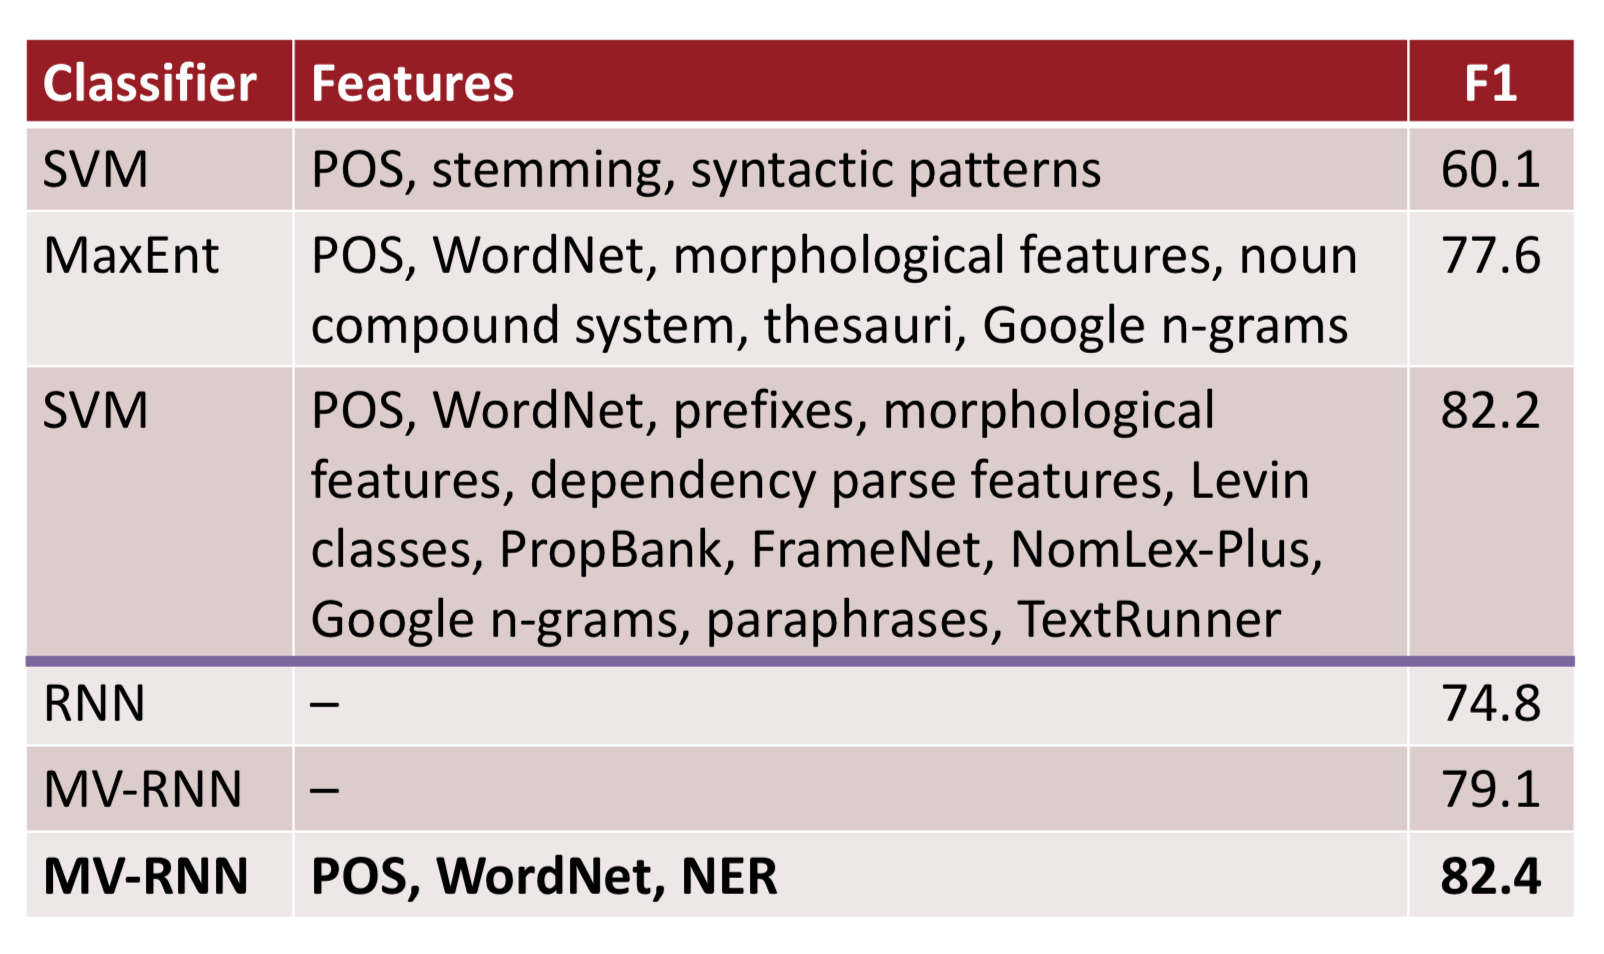 Classifier Features F1
SVM POS, stemming, syntactic patterns 60.1
MaxEnt POS, WordNet, morphological features, noun 77.6
compound system, thesauri, Google n-grams
SVM POS, WordNet, prefixes, morphological 82.2
features, dependency parse features, Levin
classes, PropBank, FrameNet, NomLex-Plus,
Google n-grams, paraphrases, TextRunner
RNN – 74.8
MV-RNN – 79.1
MV-RNN POS, WordNet, NER 82.4